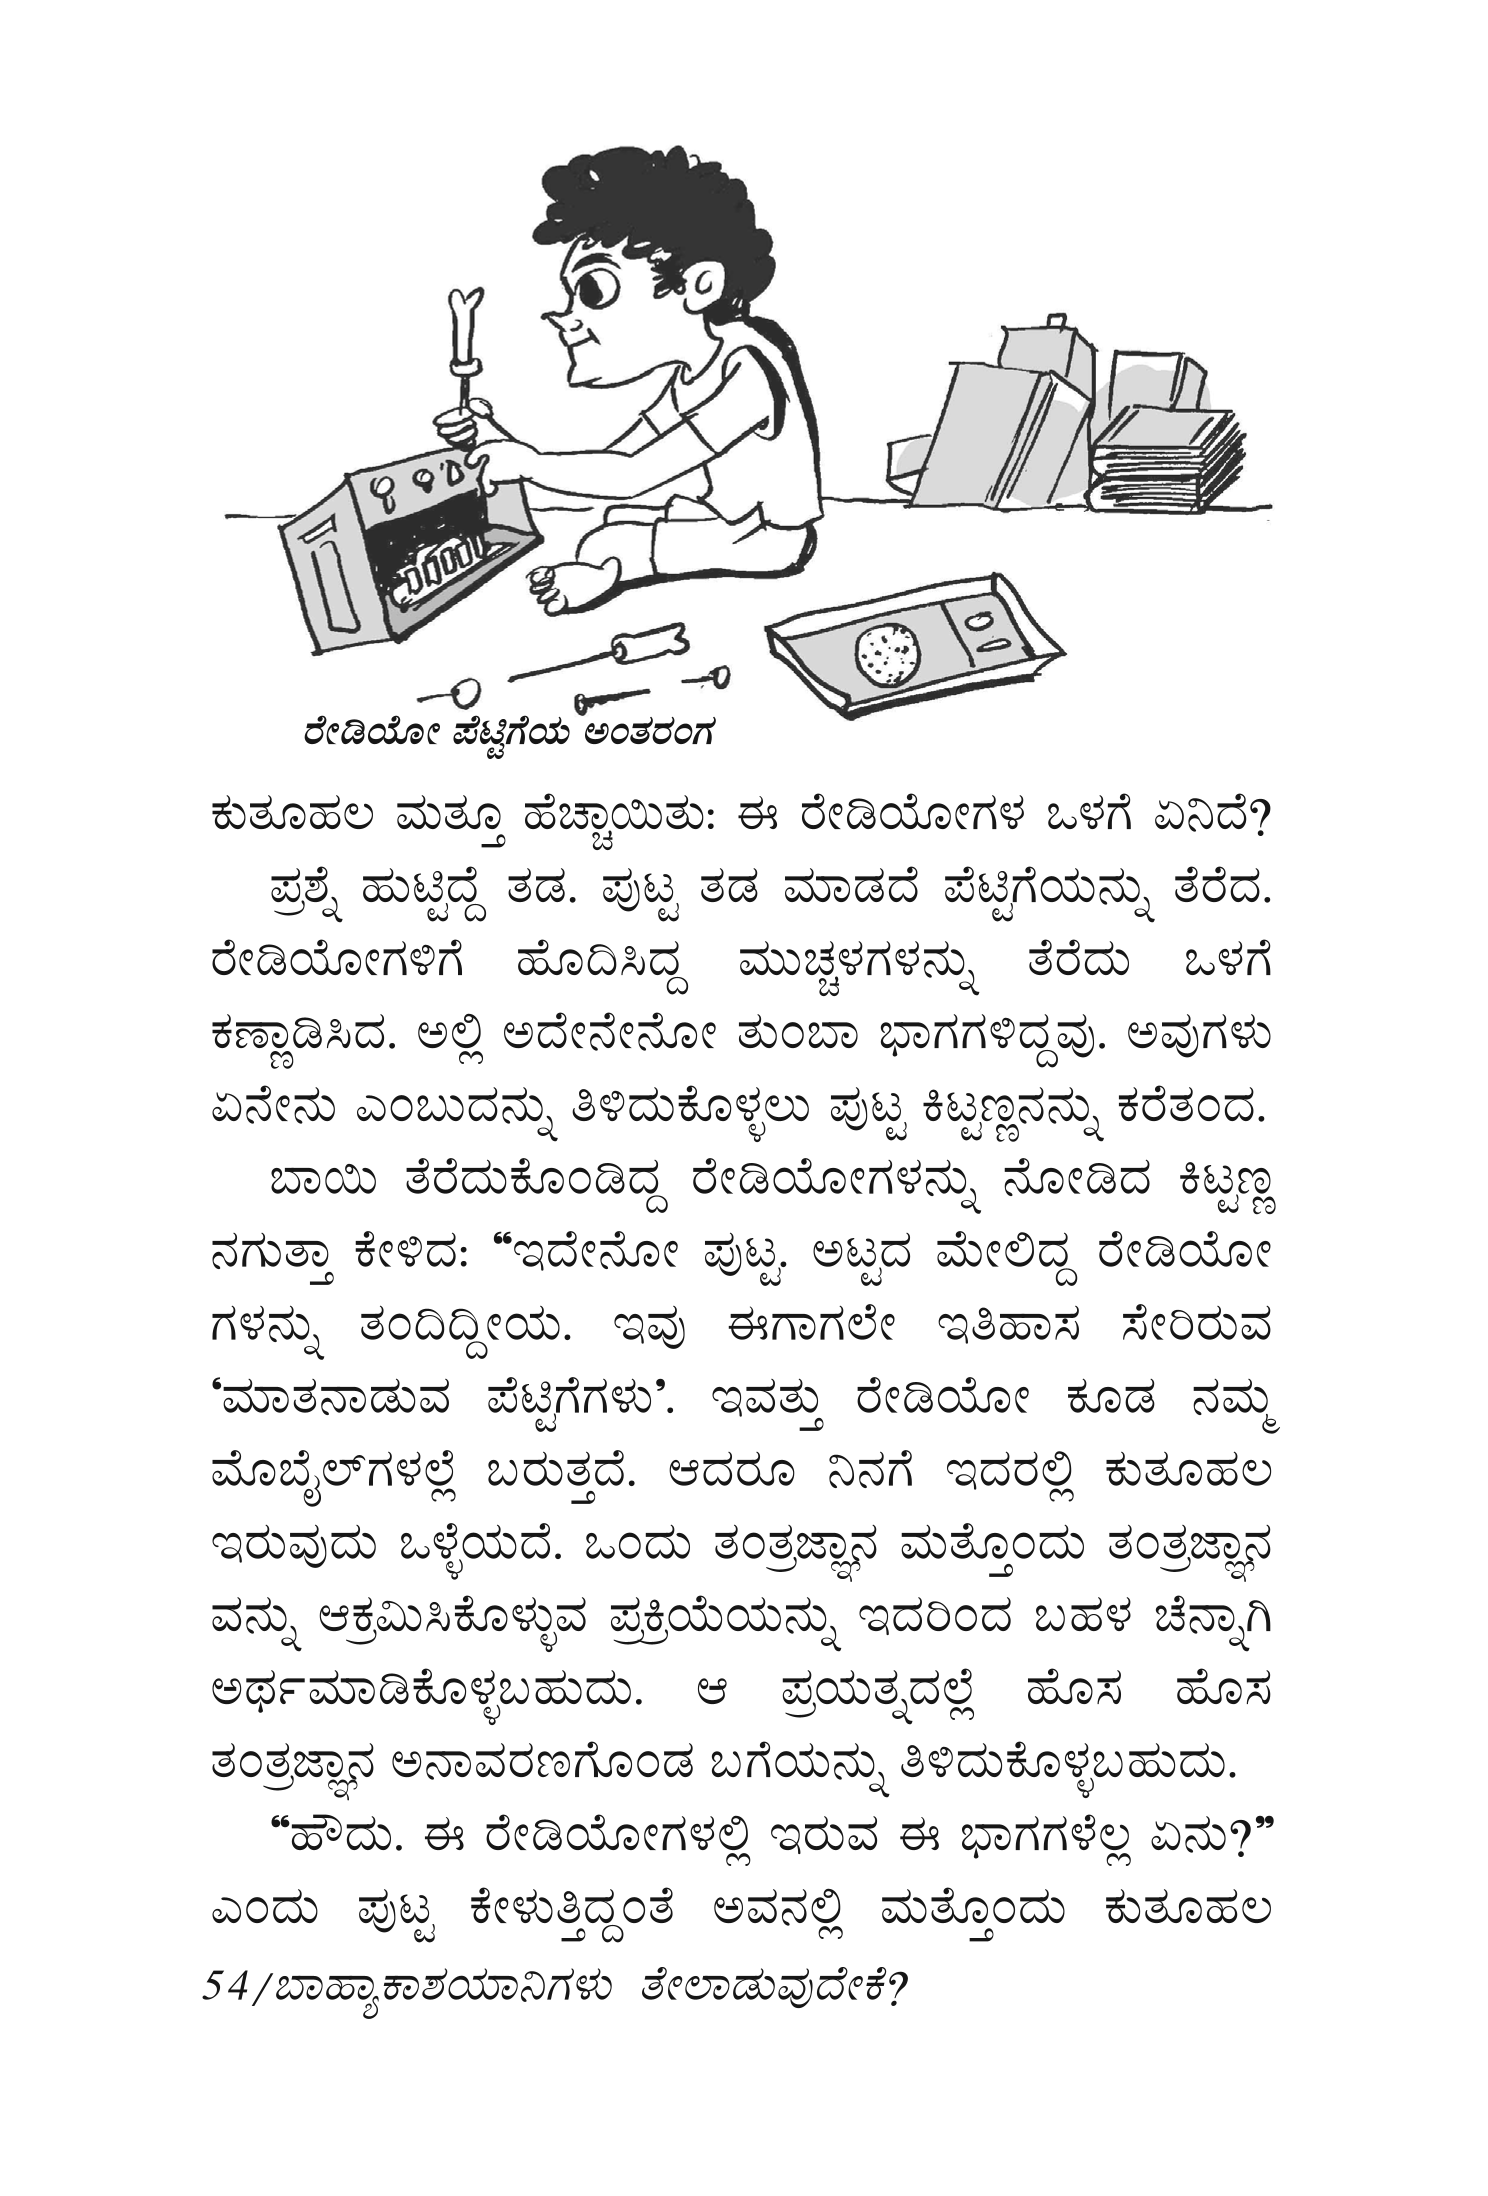 ರೇಡಿಯೋ ಪೆಟ್ಟಿಗೆಯ ಅಂತರಂಗ
ಕುತೂಹಲ ಮತ್ತೂ ಹೆಚ್ಚಾಯಿತು: ಈ ರೇಡಿಯೋಗಳ ಒಳಗೆ ಏನಿದೆ?
ಪ್ರಶ್ನೆ ಹುಟ್ಟಿದ್ದೆ ತಡ. ಪುಟ್ಟ ತಡ ಮಾಡದೆ ಪೆಟ್ಟಿಗೆಯನ್ನು ತೆರೆದ.
ರೇಡಿಯೋಗಳಿಗೆ ಹೊದಿಸಿದ್ದ ಮುಚ್ಚಳಗಳನ್ನು ತೆರೆದು ಒಳಗೆ
ಕಣ್ಣಾಡಿಸಿದ. ಅಲ್ಲಿ ಅದೇನೇನೋ ತುಂಬಾ ಭಾಗಗಳಿದ್ದವು. ಅವುಗಳು
ಏನೇನು ಎಂಬುದನ್ನು ತಿಳಿದುಕೊಳ್ಳಲು ಪುಟ್ಟ ಕಿಟ್ಟಣ್ಣನನ್ನು ಕರೆತಂದ.
ಬಾಯಿ ತೆರೆದುಕೊಂಡಿದ್ದ ರೇಡಿಯೋಗಳನ್ನು ನೋಡಿದ ಕಿಟ್ಟಣ್ಣ
ನಗುತ್ತಾ ಕೇಳಿದ: “ಇದೇನೋ ಪುಟ್ಟ. ಅಟ್ಟದ ಮೇಲಿದ್ದ ರೇಡಿಯೋ
ಗಳನ್ನು ತಂದಿದ್ದೀಯ. ಇವು ಈಗಾಗಲೇ ಇತಿಹಾಸ ಸೇರಿರುವ
‘ಮಾತನಾಡುವ ಪೆಟ್ಟಿಗೆಗಳು’. ಇವತ್ತು ರೇಡಿಯೋ ಕೂಡ ನಮ್ಮ
ಮೊಬೈಲ್‌ಗಳಲ್ಲೆ ಬರುತ್ತದೆ. ಆದರೂ ನಿನಗೆ ಇದರಲ್ಲಿ ಕುತೂಹಲ
ಇರುವುದು ಒಳ್ಳೆಯದೆ. ಒಂದು ತಂತ್ರಜ್ಞಾನ ಮತ್ತೊಂದು ತಂತ್ರಜ್ಞಾನ
ವನ್ನು ಆಕ್ರಮಿಸಿಕೊಳ್ಳುವ ಪ್ರಕ್ರಿಯೆಯನ್ನು ಇದರಿಂದ ಬಹಳ ಚೆನ್ನಾಗಿ
ಅರ್ಥಮಾಡಿಕೊಳ್ಳಬಹುದು. ಆ ಪ್ರಯತ್ನದಲ್ಲೆ ಹೊಸ ಹೊಸ
ತಂತ್ರಜ್ಞಾನ ಅನಾವರಣಗೊಂಡ ಬಗೆಯನ್ನು ತಿಳಿದುಕೊಳ್ಳಬಹುದು.
“ಹೌದು. ಈ ರೇಡಿಯೋಗಳಲ್ಲಿ ಇರುವ ಈ ಭಾಗಗಳೆಲ್ಲ ಏನು?”
ಎಂದು ಪುಟ್ಟ ಕೇಳುತ್ತಿದ್ದಂತೆ ಅವನಲ್ಲಿ ಮತ್ತೊಂದು ಕುತೂಹಲ
54/ಬಾಹ್ಯಾಕಾಶಯಾನಿಗಳು ತೇಲಾಡುವುದೇಕೆ?